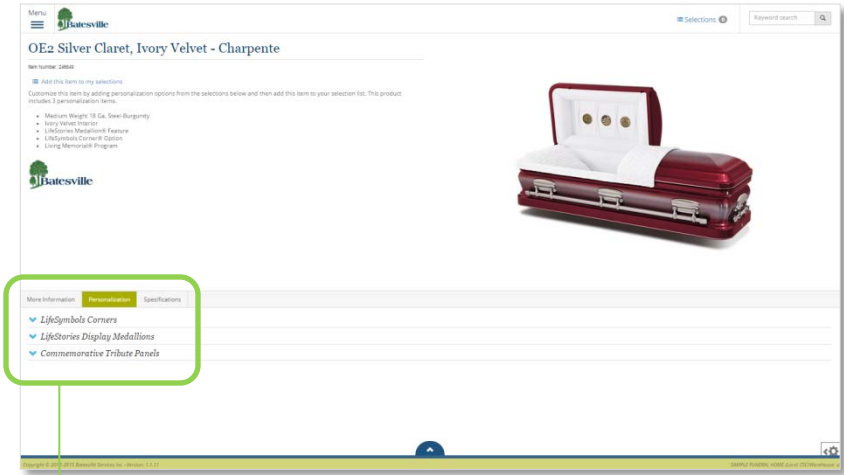 Menu
Batesville
Selections 0
Keyword search
OE2 Silver Claret, Ivory Velvet - Charpente
Add this item to my selections
Customize this item by adding personalization options from the selections below and then add this item to your selection list. This product
includes 3 personalization items.
Medium Weight 18 Ga. Steel-Burgundy
Ivory Velvet Interior
LifeStories Medallion® Feature
LifeSymbols Corner® Option
Living Memorial® Program
Batesville
More Information Personalization Specifications
LifeSymbols Corners
LifeStories Display Medallions
Commemorative Tribute Panels